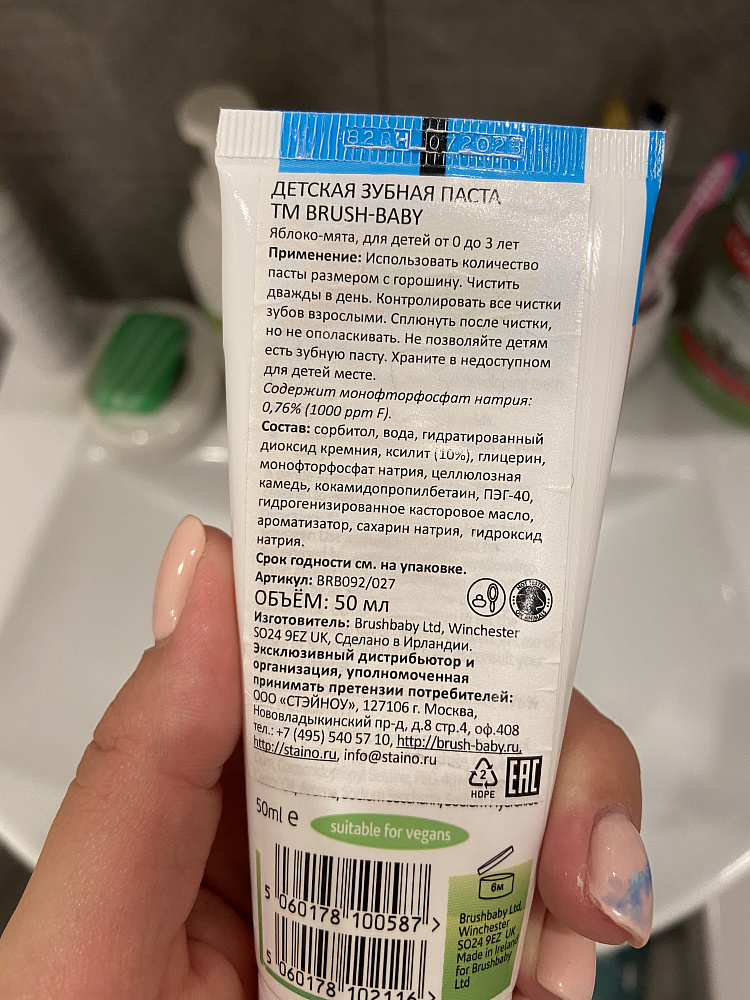 828H 072023
ДЕТСКАЯ ЗУБНАЯ ПАСТА
ТМ BRUSH-BABY
Яблоко-мята, для детей от 0 до 3 лет
Применение: Использовать количество
пасты размером с горошину. Чистить
дважды в день. Контролировать все чистки
зубов взрослыми. Сплюнуть после чистки,
но не ополаскивать. Не позволяйте детям
есть зубную пасту. Храните в недоступном
для детей месте.
Содержит монофторфосфат натрия:
0,76% (1000 ppm F).
Состав: сорбитол, вода, гидратированный
диоксид кремния, ксилит (10%), глицерин,
монофторфосфат натрия, целлюлозная
камедь, кокамидопропилбетаин, ПЭГ-40,
гидрогенизированное касторовое масло,
ароматизатор, сахарин натрия, гидроксид
натрия.
Срок годности см. на упаковке.
Артикул: BRB092/027
ОБЪЁМ: 50 мл
NOT TESTED ON ANIMALS
Изготовитель: Brushbaby Ltd, Winchester
SO24 9EZ UK, Сделано в Ирландии.
Эксклюзивный дистрибьютор и
организация, уполномоченная
принимать претензии потребителей:
ООО «СТЭЙНОУ», 127106 г. Москва,
Нововладыкинский пр-д, д.8 стр.4, оф.408
тел.: +7 (495) 540 57 10, http://brush-baby.ru,
http://staino.ru, info@staino.ru
2
HDPE
EAC
50ml e
suitable for vegans
5 060178 100587 >
5 060178 102116 >
6м
Brushbaby Ltd,
Winchester
SO24 9EZ UK
Made in Ireland
for Brushbaby
Ltd